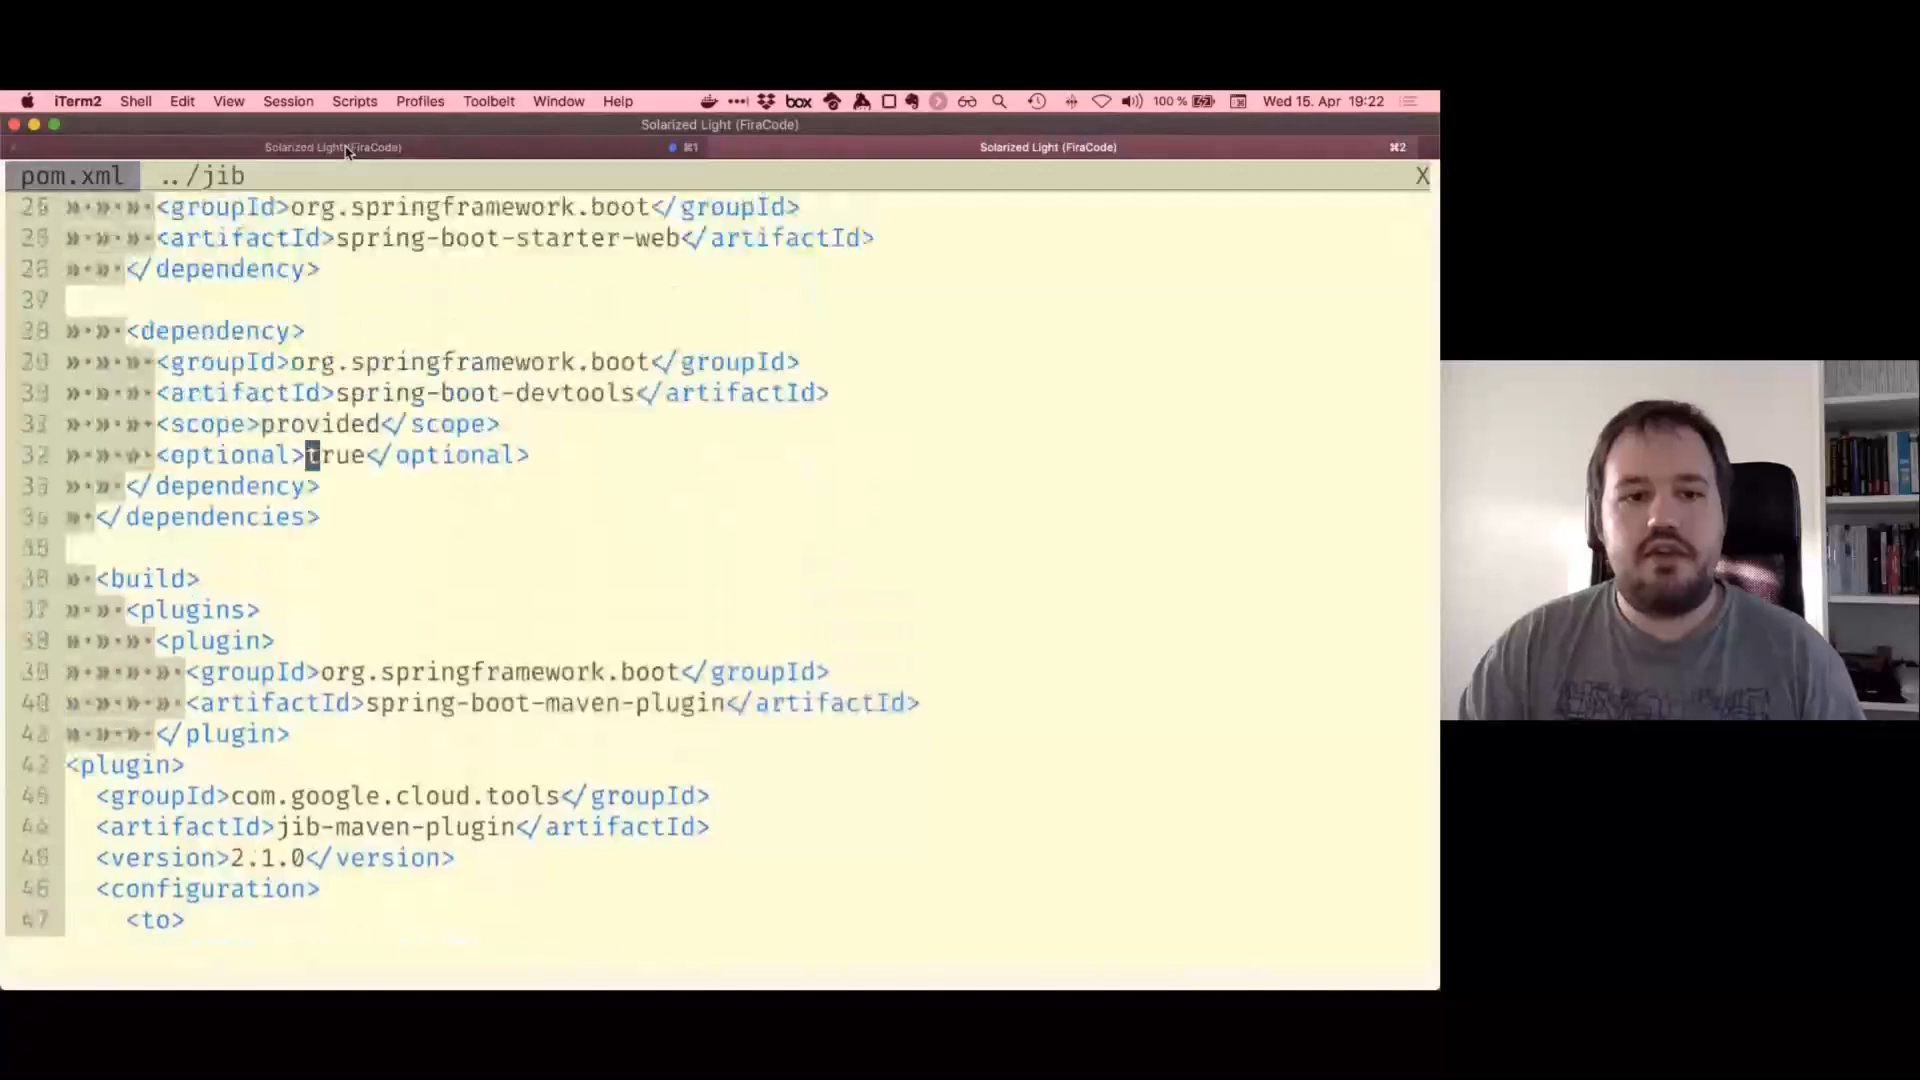 iTerm2 Shell Edit View Session Scripts Profiles Toolbelt Window Help box 100 % Wed 15. Apr 19:22
Solarized Light (FiraCode)
Solarized Light (FiraCode) ⌘1 Solarized Light (FiraCode) ⌘2
pom.xml ../jib X
<groupId>org.springframework.boot</groupId>
<artifactId>spring-boot-starter-web</artifactId>
</dependency>
<dependency>
<groupId>org.springframework.boot</groupId>
<artifactId>spring-boot-devtools</artifactId>
<scope>provided</scope>
<optional>true</optional>
</dependency>
</dependencies>
<build>
<plugins>
<plugin>
<groupId>org.springframework.boot</groupId>
<artifactId>spring-boot-maven-plugin</artifactId>
</plugin>
<plugin>
<groupId>com.google.cloud.tools</groupId>
<artifactId>jib-maven-plugin</artifactId>
<version>2.1.0</version>
<configuration>
47 <to>